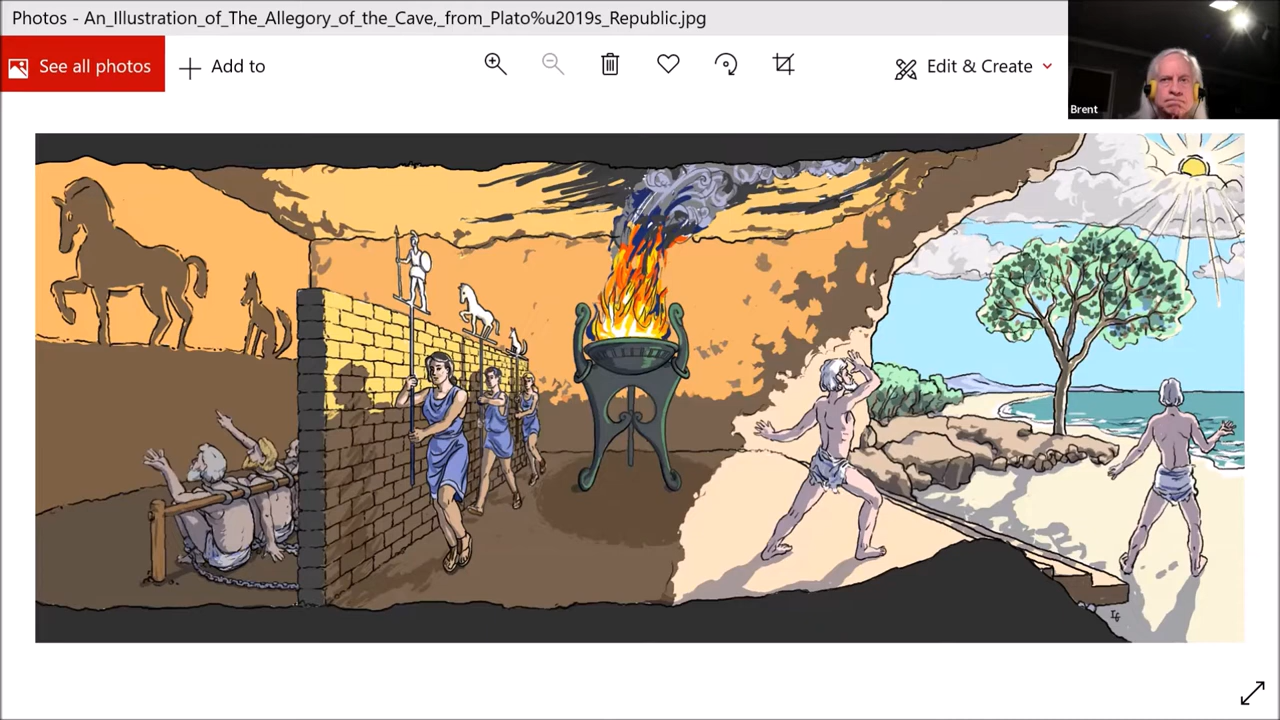 Photos - An_Illustration_of_The_Allegory_of_the_Cave,_from_Plato%u2019s_Republic.jpg
See all photos
Add to
Edit & Create
Brent